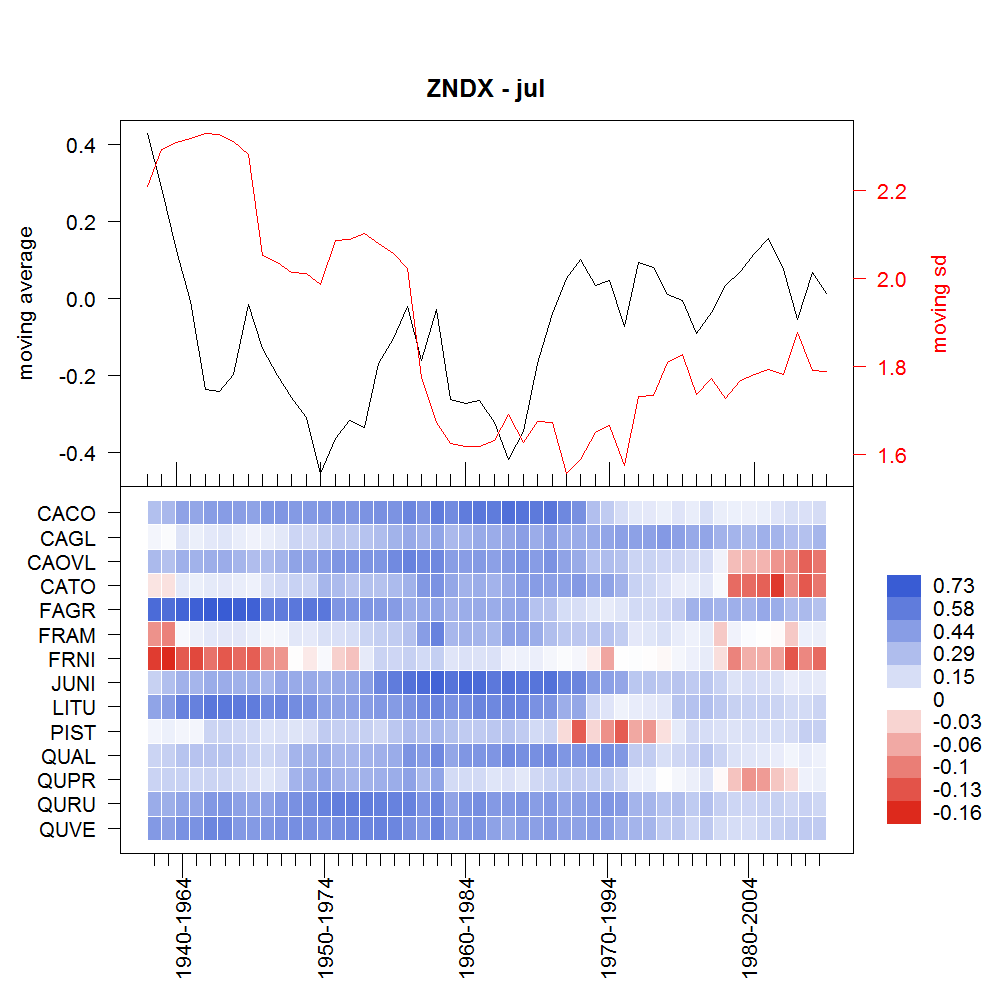 ZNDX - jul
moving average
0.4
0.2
0.0
-0.2
-0.4
2.2
2.0
1.8
1.6
moving sd
CACO
CAGL
CAOVL
CATO
FAGR
FRAM
FRNI
JUNI
LITU
PIST
QUAL
QUPR
QURU
QUVE
0.73
0.58
0.44
0.29
0.15
0
-0.03
-0.06
-0.1
-0.13
-0.16
1940-1964
1950-1974
1960-1984
1970-1994
1980-2004